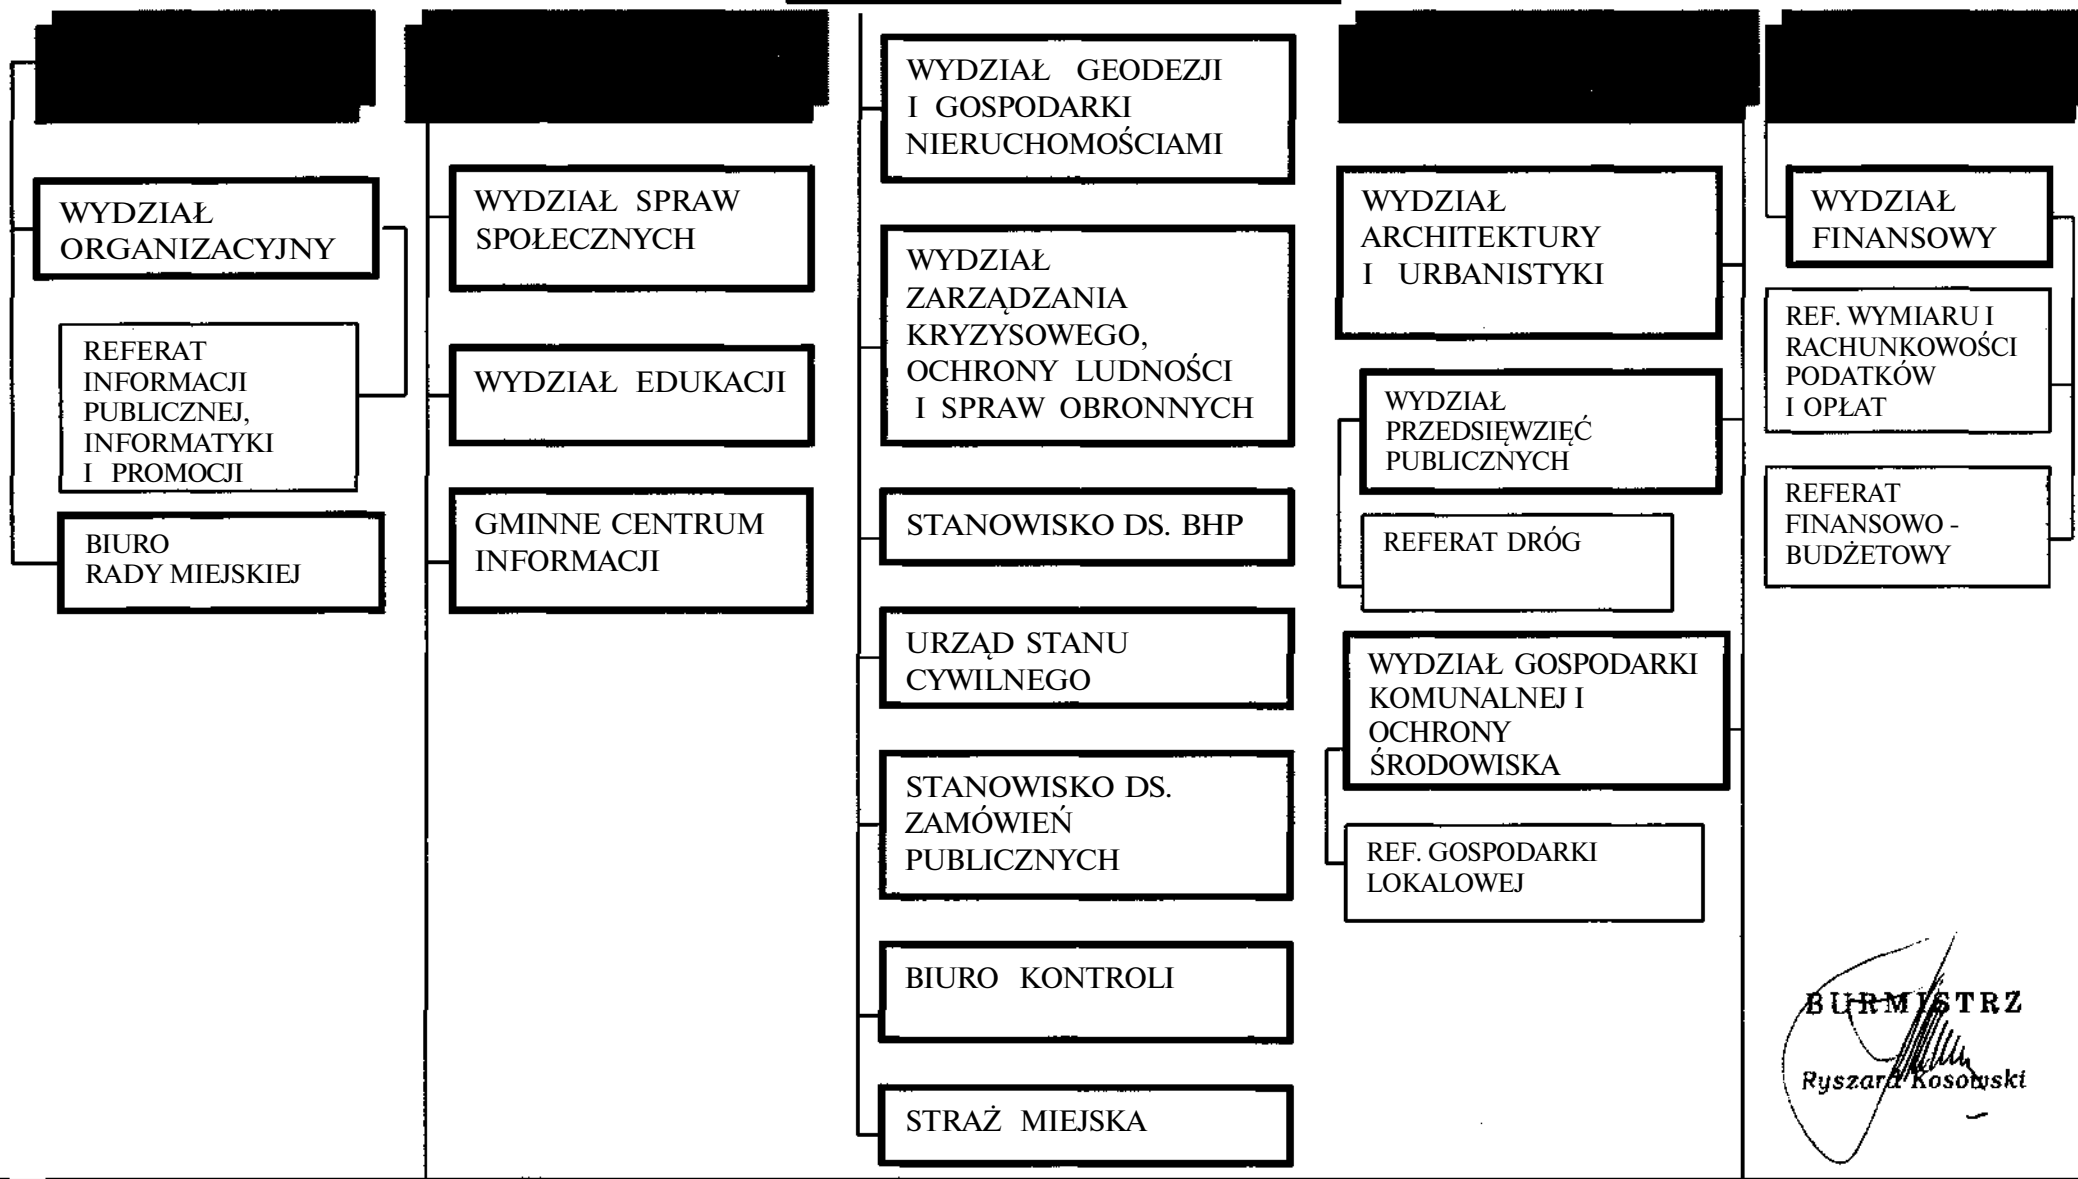 WYDZIAŁ
ORGANIZACYJNY
REFERAT
INFORMACJI
PUBLICZNEJ,
INFORMATYKI
I PROMOCJI
BIURO
RADY MIEJSKIEJ
WYDZIAŁ SPRAW
SPOŁECZNYCH
WYDZIAŁ EDUKACJI
GMINNE CENTRUM
INFORMACJI
WYDZIAŁ GEODEZJI
I GOSPODARKI
NIERUCHOMOŚCIAMI
WYDZIAŁ
ZARZĄDZANIA
KRYZYSOWEGO,
OCHRONY LUDNOŚCI
I SPRAW OBRONNYCH
STANOWISKO DS. BHP
URZĄD STANU
CYWILNEGO
STANOWISKO DS.
ZAMÓWIEŃ
PUBLICZNYCH
BIURO KONTROLI
STRAŻ MIEJSKA
WYDZIAŁ
ARCHITEKTURY
I URBANISTYKI
WYDZIAŁ
PRZEDSIĘWZIĘĆ
PUBLICZNYCH
REFERAT DRÓG
WYDZIAŁ GOSPODARKI
KOMUNALNEJ I
OCHRONY
ŚRODOWISKA
REF. GOSPODARKI
LOKALOWEJ
WYDZIAŁ
FINANSOWY
REF. WYMIARU I
RACHUNKOWOŚCI
PODATKÓW
I OPŁAT
REFERAT
FINANSOWO -
BUDŻETOWY
BURMISTRZ
Ryszard Kosowski